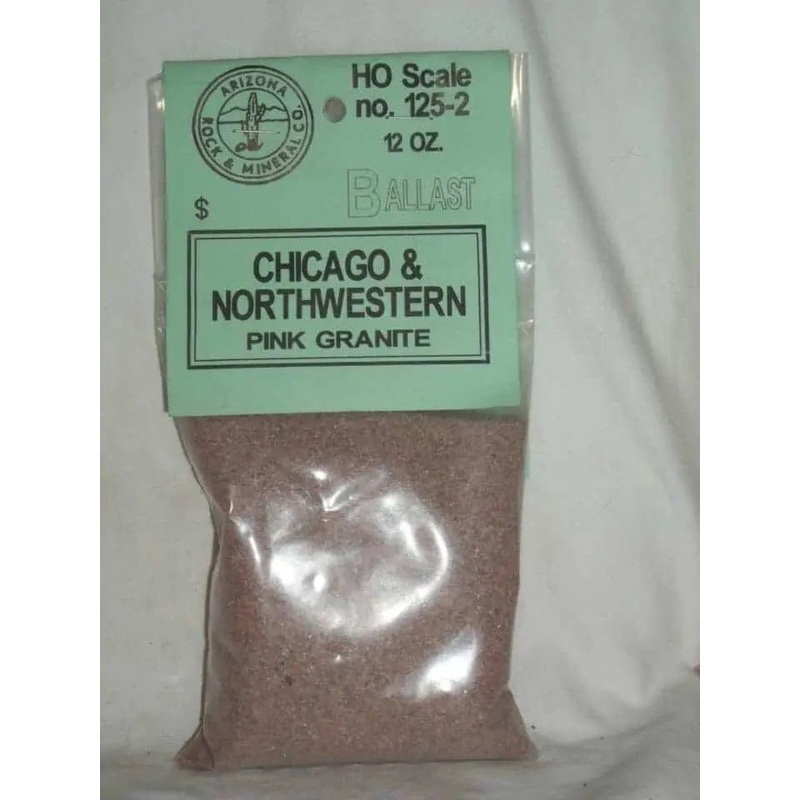 ARIZONA
ROCK & MINERAL CO.
HO Scale
no. 125-2
12 OZ.
BALLAST
$
CHICAGO &
NORTHWESTERN
PINK GRANITE